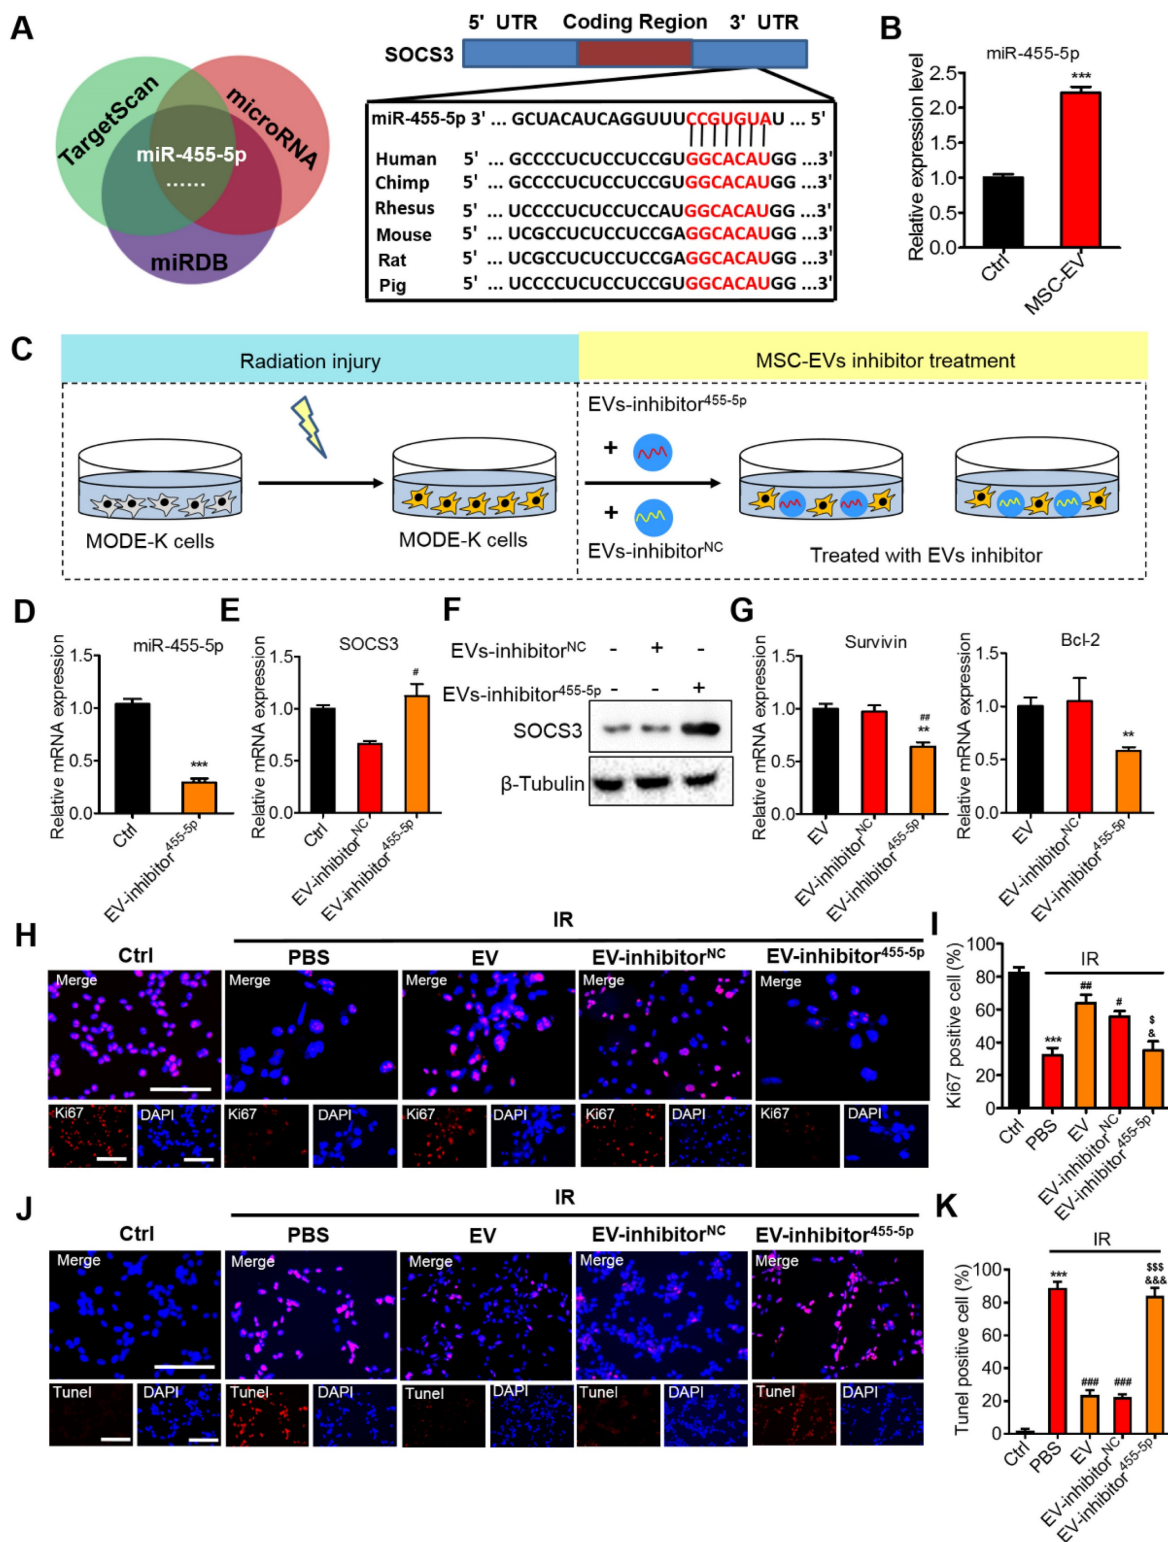 A
TargetScan
microRNA
miR-455-5p
......
miRDB
5' UTR Coding Region 3' UTR
SOCS3
miR-455-5p 3' ... GCUACAUCAGGUUUCCGUGUAU ... 5'
Human 5' ... GCCCCUCUCCUCCGUGGCACAUGG ...3'
Chimp 5' ... GCCCCUCUCCUCCGUGGCACAUGG ...3'
Rhesus 5' ... UCCCCUCUCCUCCAUGGCACAUGG ...3'
Mouse 5' ... UCGCCUCUCCUCCGAGGCACAUGG ...3'
Rat 5' ... UCGCCUCUCCUCCGAGGCACAUGG ...3'
Pig 5' ... UCCCCUCUCCUCCGUGGCACAUGG ...3'
B
miR-455-5p
Relative expression level
2.5
2.0
1.5
1.0
0.5
0.0
***
Ctrl
MSC-EV
C
Radiation injury
MSC-EVs inhibitor treatment
EVs-inhibitor455-5p
+
+
EVs-inhibitorNC
MODE-K cells
MODE-K cells
Treated with EVs inhibitor
D
miR-455-5p
Relative mRNA expression
1.5
1.0
0.5
0.0
***
Ctrl
EV-inhibitor455-5p
E
SOCS3
Relative mRNA expression
1.5
1.0
0.5
0.0
#
Ctrl
EV-inhibitorNC
EV-inhibitor455-5p
F
EVs-inhibitorNC - + -
EVs-inhibitor455-5p - - +
SOCS3
β-Tubulin
G
Survivin
Relative mRNA expression
1.5
1.0
0.5
0.0
##
**
EV
EV-inhibitorNC
EV-inhibitor455-5p
Bcl-2
Relative mRNA expression
1.5
1.0
0.5
0.0
**
EV
EV-inhibitorNC
EV-inhibitor455-5p
H
IR
Ctrl PBS EV EV-inhibitorNC EV-inhibitor455-5p
Merge Merge Merge Merge Merge
Ki67 DAPI Ki67 DAPI Ki67 DAPI Ki67 DAPI Ki67 DAPI
I
Ki67 positive cell (%)
IR
100
80
60
40
20
0
***
##
#
$
&
Ctrl
PBS
EV
EV-inhibitorNC
EV-inhibitor455-5p
J
IR
Ctrl PBS EV EV-inhibitorNC EV-inhibitor455-5p
Merge Merge Merge Merge Merge
Tunel DAPI Tunel DAPI Tunel DAPI Tunel DAPI Tunel DAPI
K
Tunel positive cell (%)
IR
100
80
60
40
20
0
***
###
###
$$$
&&&
Ctrl
PBS
EV
EV-inhibitorNC
EV-inhibitor455-5p